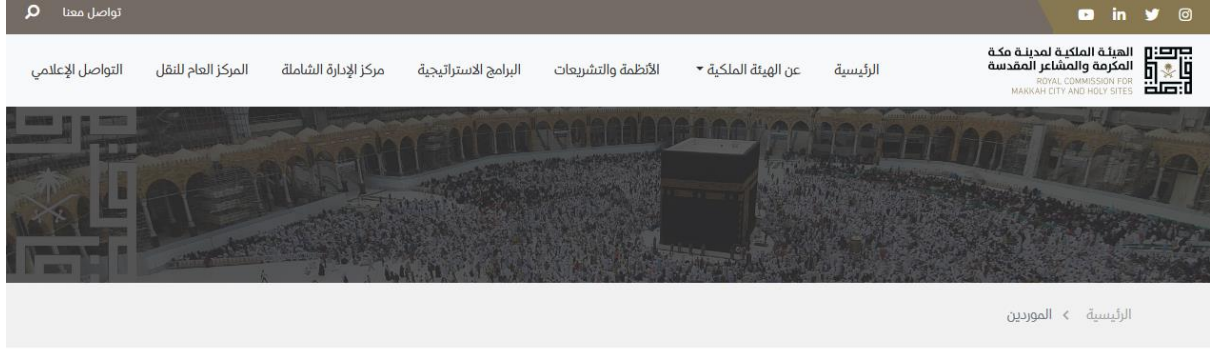 تواصل معنا
الهيئة الملكية لمدينة مكة
المكرمة والمشاعر المقدسة
ROYAL COMMISSION FOR
MAKKAH CITY AND HOLY SITES
الرئيسية عن الهيئة الملكية الأنظمة والتشريعات البرامج الاستراتيجية مركز الإدارة الشاملة المركز العام للنقل التواصل الإعلامي
الرئيسية > الموردين